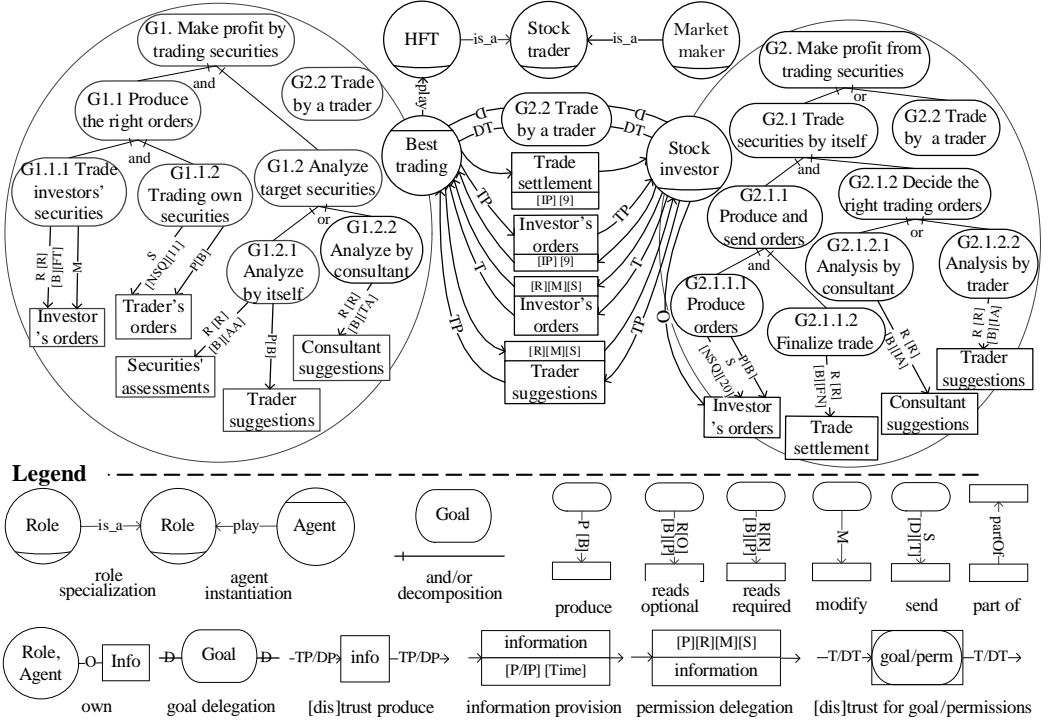 G1. Make profit by
trading securities
and
G2.2 Trade
by a trader
G1.1 Produce
the right orders
and
G1.1.1 Trade
investors'
securities
G1.1.2
Trading own
securities
G1.2 Analyze
target securities
or
G1.2.1
Analyze
by itself
G1.2.2
Analyze by
consultant
R [R]
[B][FT]
M
S
[NSQ][11]
P[B]
R [R]
[B][AA]
P[B]
R [R]
[B][TA]
Investor
's orders
Trader's
orders
Securities'
assessments
Trader
suggestions
Consultant
suggestions
HFT
is_a
Stock
trader
is_a
Market
maker
play
Best
trading
D
DT
G2.2 Trade
by a trader
D
DT
Stock
investor
Trade
settlement
[IP] [9]
TP
Investor's
orders
[IP] [9]
TP
T
[R][M][S]
Investor's
orders
T
TP
[R][M][S]
Trader
suggestions
TP
O
G2. Make profit from
trading securities
or
G2.1 Trade
securities by itself
and
G2.2 Trade
by a trader
G2.1.1
Produce and
send orders
and
G2.1.2 Decide the
right trading orders
or
G2.1.2.1
Analysis by
consultant
G2.1.2.2
Analysis by
trader
G2.1.1.1
Produce
orders
G2.1.1.2
Finalize trade
S
[NSQ][20]
P[B]
R [R]
[B][FN]
R [R]
[B][IA]
R [R]
[B][IA]
Investor
's orders
Trade
settlement
Consultant
suggestions
Trader
suggestions
Legend
Role
is_a
Role
play
Agent
role
specialization
agent
instantiation
Goal
and/or
decomposition
P [B]
produce
R[O]
[B][P]
reads
optional
R[R]
[B][P]
reads
required
M
modify
S
[D][T]
send
partOf
part of
Role,
Agent
O
Info
own
D
Goal
D
goal delegation
TP/DP
info
TP/DP
[dis]trust produce
information
[P/IP] [Time]
information provision
[P][R][M][S]
information
permission delegation
T/DT
goal/perm
T/DT
[dis]trust for goal/permissions